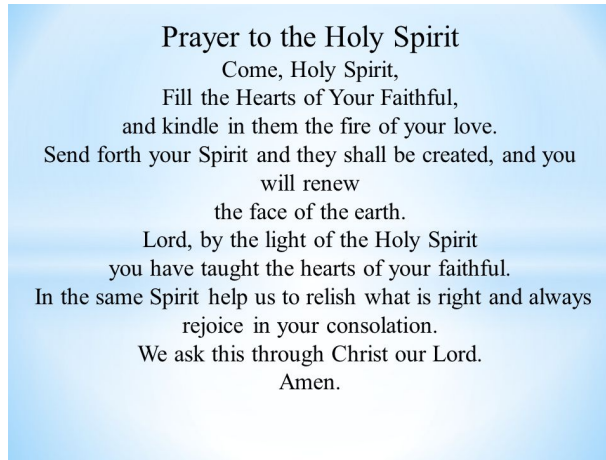 Prayer to the Holy Spirit
Come, Holy Spirit,
Fill the Hearts of Your Faithful,
and kindle in them the fire of your love.
Send forth your Spirit and they shall be created, and you
will renew
the face of the earth.
Lord, by the light of the Holy Spirit
you have taught the hearts of your faithful.
In the same Spirit help us to relish what is right and always
rejoice in your consolation.
We ask this through Christ our Lord.
Amen.